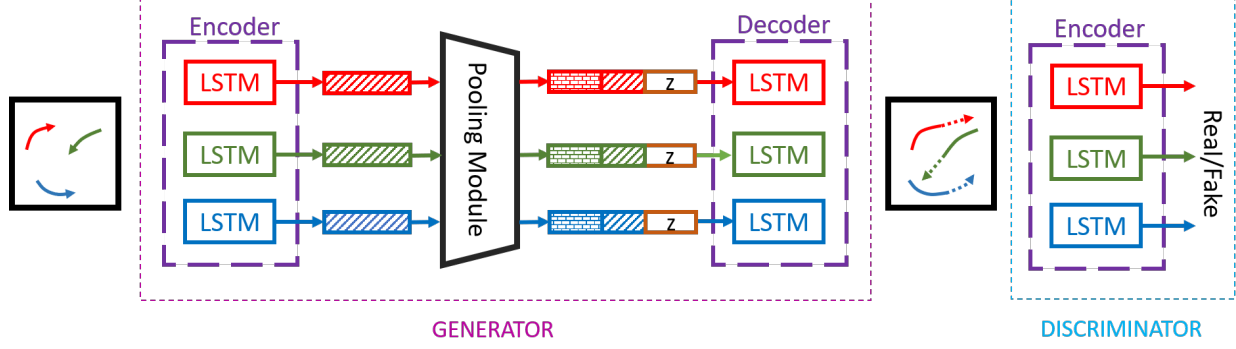 Encoder
LSTM
LSTM
LSTM
Pooling Module
z
z
z
Decoder
LSTM
LSTM
LSTM
GENERATOR
Encoder
LSTM
LSTM
LSTM
Real/Fake
DISCRIMINATOR